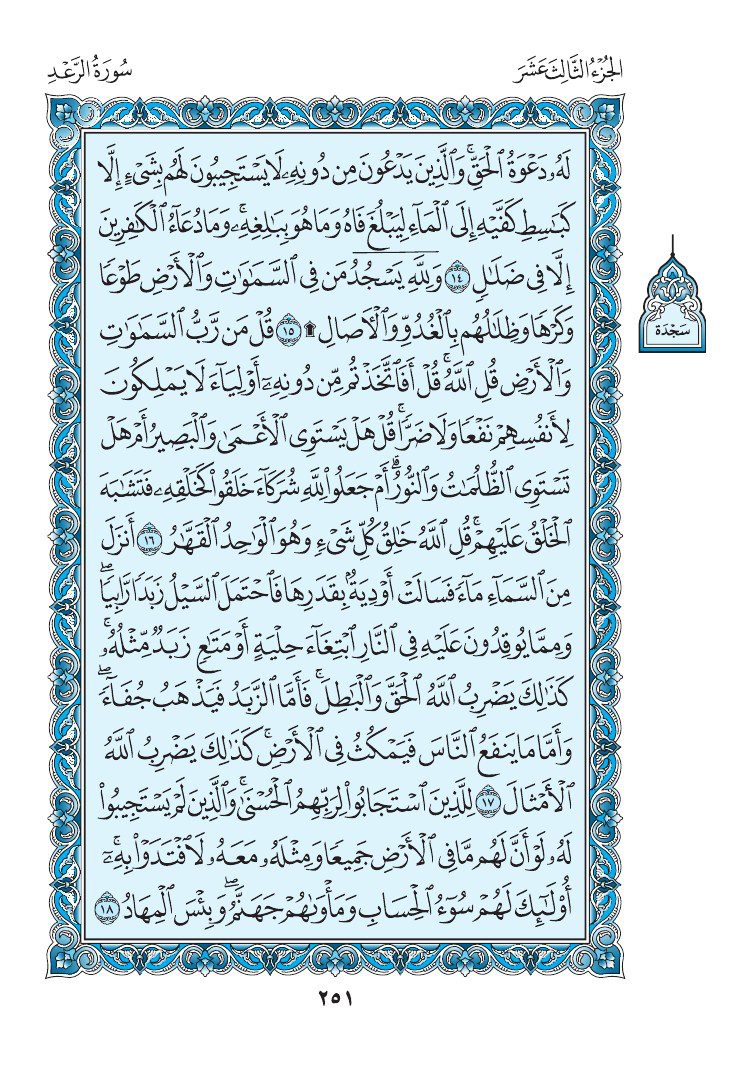 الجُزْءُ الثَّالِثَ عَشَرَ
سُورَةُ الرَّعْدِ
لَهُۥ دَعْوَةُ ٱلْحَقِّۚ وَٱلَّذِينَ يَدْعُونَ مِن دُونِهِۦ لَا يَسْتَجِيبُونَ لَهُم بِشَىْءٍ إِلَّا
كَبَـٰسِطِ كَفَّيْهِ إِلَى ٱلْمَآءِ لِيَبْلُغَ فَاهُ وَمَا هُوَ بِبَـٰلِغِهِۦۚ وَمَا دُعَآءُ ٱلْكَـٰفِرِينَ
إِلَّا فِى ضَلَـٰلٍ ١٤ وَلِلَّهِ يَسْجُدُ مَن فِى ٱلسَّمَـٰوَٰتِ وَٱلْأَرْضِ طَوْعًا
وَكَرْهًا وَظِلَـٰلُهُم بِٱلْغُدُوِّ وَٱلْـَٔاصَالِ ۩ ١٥ قُلْ مَن رَّبُّ ٱلسَّمَـٰوَٰتِ
وَٱلْأَرْضِ قُلِ ٱللَّهُۚ قُلْ أَفَٱتَّخَذْتُم مِّن دُونِهِۦٓ أَوْلِيَآءَ لَا يَمْلِكُونَ
لِأَنفُسِهِمْ نَفْعًا وَلَا ضَرًّاۚ قُلْ هَلْ يَسْتَوِى ٱلْأَعْمَىٰ وَٱلْبَصِيرُ أَمْ هَلْ
تَسْتَوِى ٱلظُّلُمَـٰتُ وَٱلنُّورُۗ أَمْ جَعَلُوا۟ لِلَّهِ شُرَكَآءَ خَلَقُوا۟ كَخَلْقِهِۦ فَتَشَـٰبَهَ
ٱلْخَلْقُ عَلَيْهِمْۚ قُلِ ٱللَّهُ خَـٰلِقُ كُلِّ شَىْءٍ وَهُوَ ٱلْوَٰحِدُ ٱلْقَهَّـٰرُ ١٦ أَنزَلَ
مِنَ ٱلسَّمَآءِ مَآءً فَسَالَتْ أَوْدِيَةٌۢ بِقَدَرِهَا فَٱحْتَمَلَ ٱلسَّيْلُ زَبَدًا رَّابِيًاۖ
وَمِمَّا يُوقِدُونَ عَلَيْهِ فِى ٱلنَّارِ ٱبْتِغَآءَ حِلْيَةٍ أَوْ مَتَـٰعٍ زَبَدٌ مِّثْلُهُۥۚ
كَذَٰلِكَ يَضْرِبُ ٱللَّهُ ٱلْحَقَّ وَٱلْبَـٰطِلَۚ فَأَمَّا ٱلزَّبَدُ فَيَذْهَبُ جُفَآءًۖ
وَأَمَّا مَا يَنفَعُ ٱلنَّاسَ فَيَمْكُثُ فِى ٱلْأَرْضِۚ كَذَٰلِكَ يَضْرِبُ ٱللَّهُ
ٱلْأَمْثَالَ ١٧ لِلَّذِينَ ٱسْتَجَابُوا۟ لِرَبِّهِمُ ٱلْحُسْنَىٰۚ وَٱلَّذِينَ لَمْ يَسْتَجِيبُوا۟
لَهُۥ لَوْ أَنَّ لَهُم مَّا فِى ٱلْأَرْضِ جَمِيعًا وَمِثْلَهُۥ مَعَهُۥ لَٱفْتَدَوْا۟ بِهِۦٓۚ
أُو۟لَـٰٓئِكَ لَهُمْ سُوٓءُ ٱلْحِسَابِ وَمَأْوَىٰهُمْ جَهَنَّمُۖ وَبِئْسَ ٱلْمِهَادُ ١٨
سَجْدَة
٢٥١